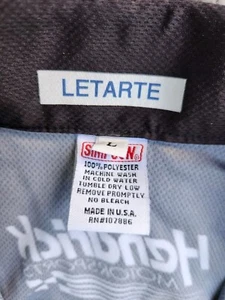 LETARTE
L
SIMPSON
100% POLYESTER
MACHINE WASH
IN COLD WATER
TUMBLE DRY LOW
REMOVE PROMPTLY
NO BLEACH
MADE IN U.S.A.
RN#107886
Hendrick